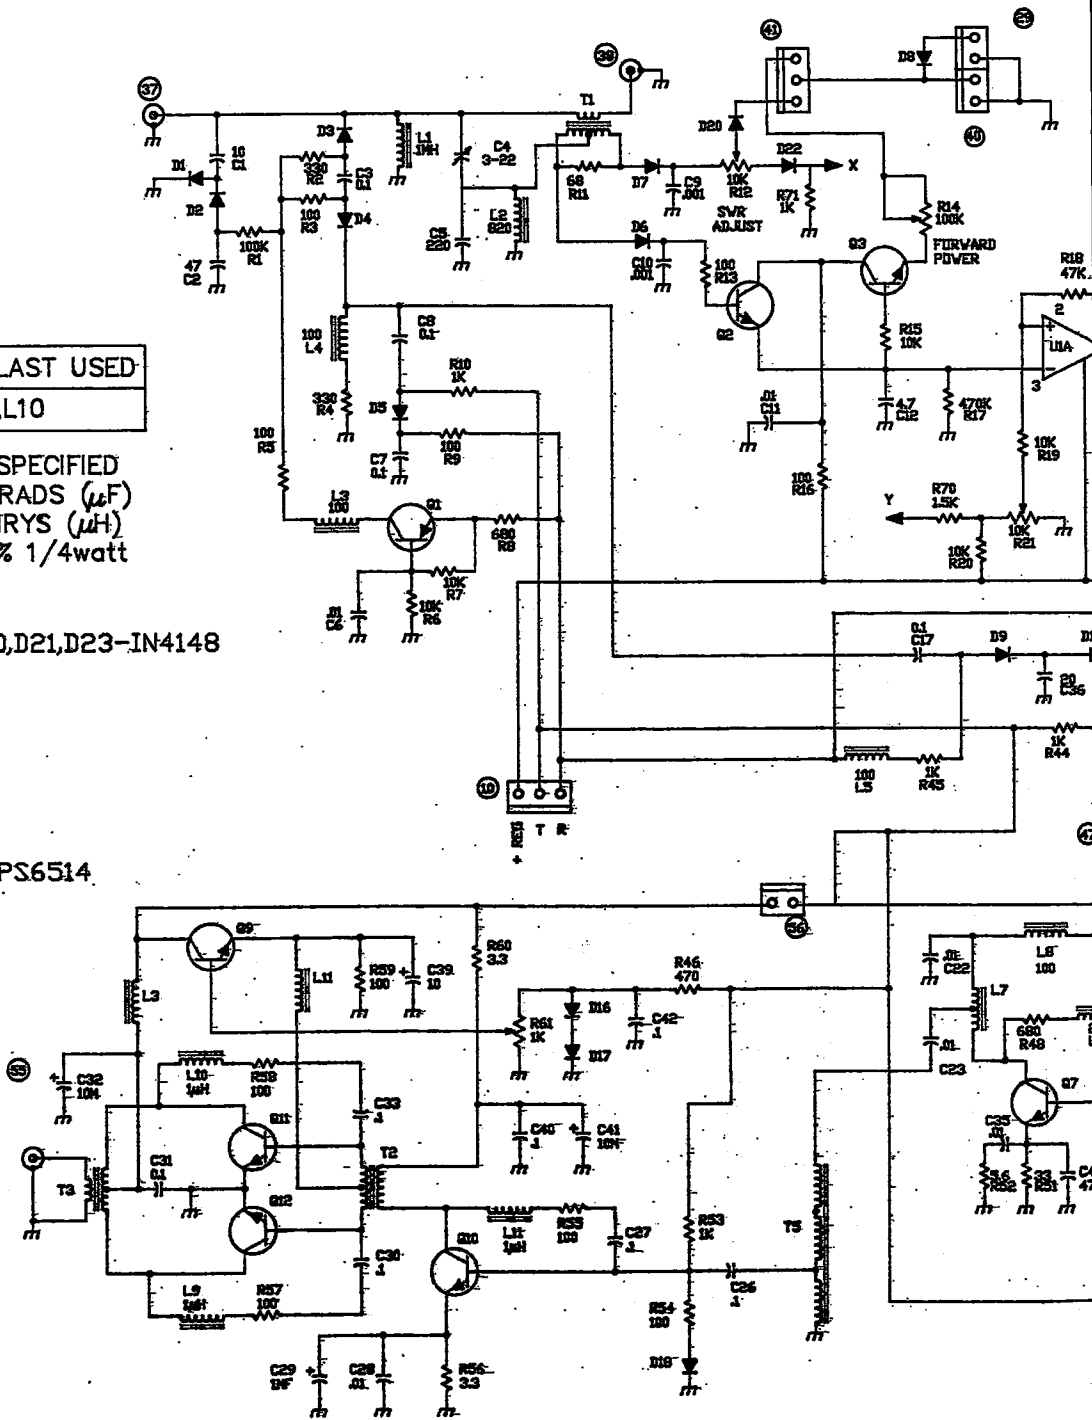 29
41
D8
39
37
T1
D3
L1
1MH
C4
3-22
D20
40
10
C1
D1
330
R2
C3
0.1
D22
X
68
R11
D7
C9
.001
10K
R12
R71
1K
D2
100
R3
D4
L2
820
SWR
ADJUST
R14
100K
C5
220
D6
Q3
FORWARD
POWER
100K
R1
47
C2
C10
.001
100
R13
R18
47K
Q2
R15
10K
2
U1A
3
100
L4
C8
0.1
LAST USED
R10
1K
,L10
330
R4
D5
.01
C11
4.7
C12
470K
R17
100
R5
100
R9
10K
R19
SPECIFIED
C7
0.1
RADS (µF)
100
R16
R70
1.5K
Y
L3
100
Q1
NRYS (µH)
680
R8
10K
R21
% 1/4watt
10K
R20
10K
R7
10K
R6
.01
C6
0,D21,D23-IN4148
0.1
C17
D9
20
C36
1K
R44
100
L5
1K
R45
19
+ REG
T
R
PS6514
56
Q9
R60
3.3
.01
C22
L8
100
L3
L11
R59
100
+
C39
10
R46
470
L7
R61
1K
D16
C42
.1
D17
680
R48
.01
C23
55
L10
1µH
R58
100
+
C32
10M
Q7
Q11
C33
.1
C40
.1
+
C41
10M
C35
.01
T2
C31
0.1
T3
Q12
R52
33
R51
Q10
L11
1µH
R55
100
C27
.1
R53
1K
T5
C30
.1
L9
1µH
R57
100
C26
.1
R54
100
D18
C29
+
C28
.01
R56
3.3